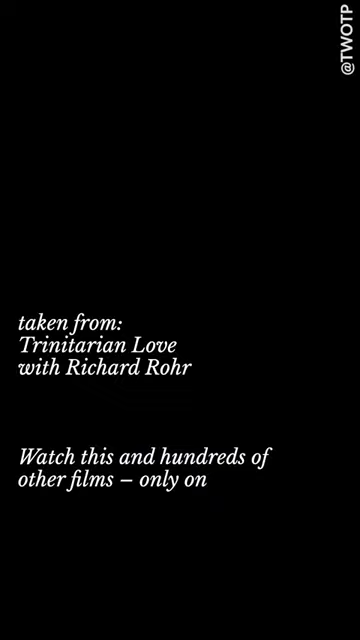 @TWOTP
taken from:
Trinitarian Love
with Richard Rohr
Watch this and hundreds of
other films – only on